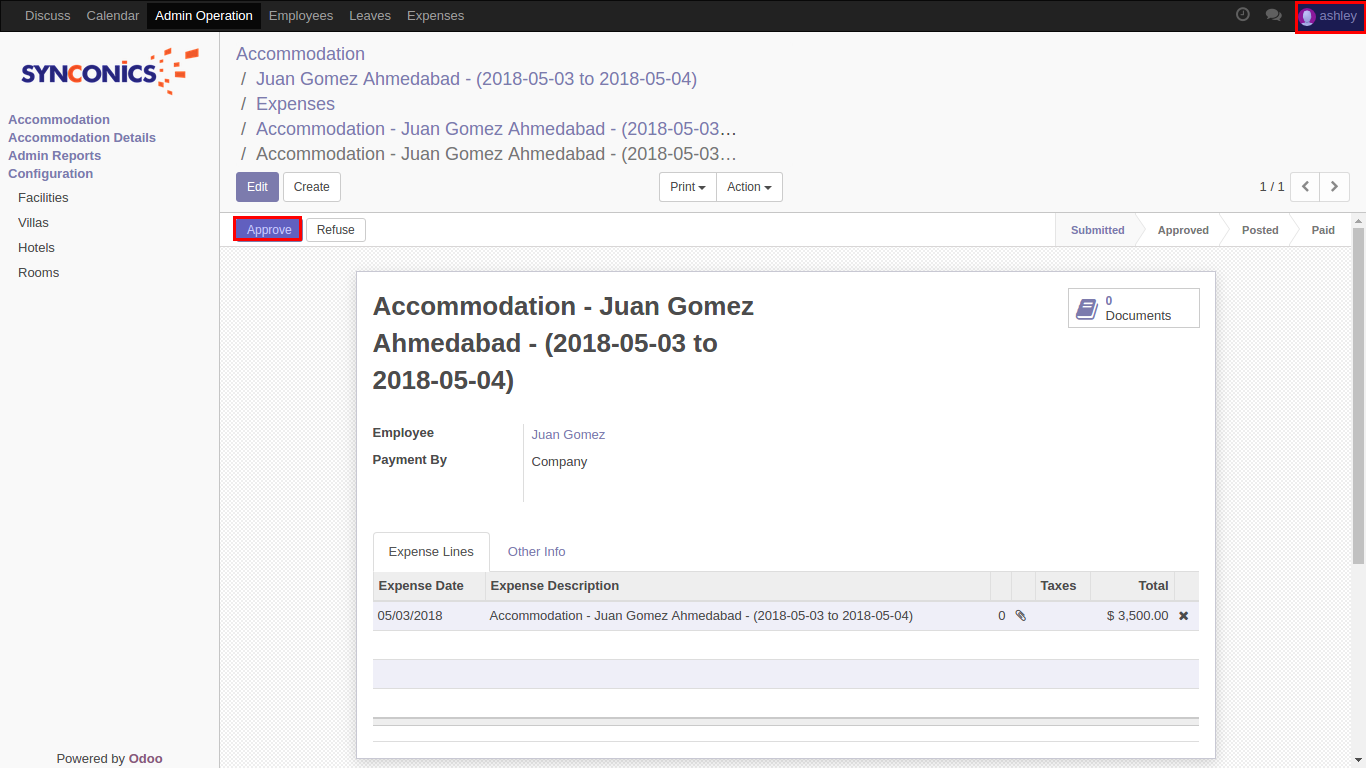 Discuss Calendar Admin Operation Employees Leaves Expenses ashley
SYNCONICS
Accommodation
Accommodation Details
Admin Reports
Configuration
Facilities
Villas
Hotels
Rooms
Powered by Odoo
Accommodation
/ Juan Gomez Ahmedabad - (2018-05-03 to 2018-05-04)
/ Expenses
/ Accommodation - Juan Gomez Ahmedabad - (2018-05-03…
/ Accommodation - Juan Gomez Ahmedabad - (2018-05-03…
Edit Create Print Action 1 / 1
Approve Refuse Submitted Approved Posted Paid
Accommodation - Juan Gomez
Ahmedabad - (2018-05-03 to
2018-05-04)
0
Documents
Employee Juan Gomez
Payment By Company
Expense Lines Other Info
Expense Date Expense Description Taxes Total
05/03/2018 Accommodation - Juan Gomez Ahmedabad - (2018-05-03 to 2018-05-04) 0 $ 3,500.00